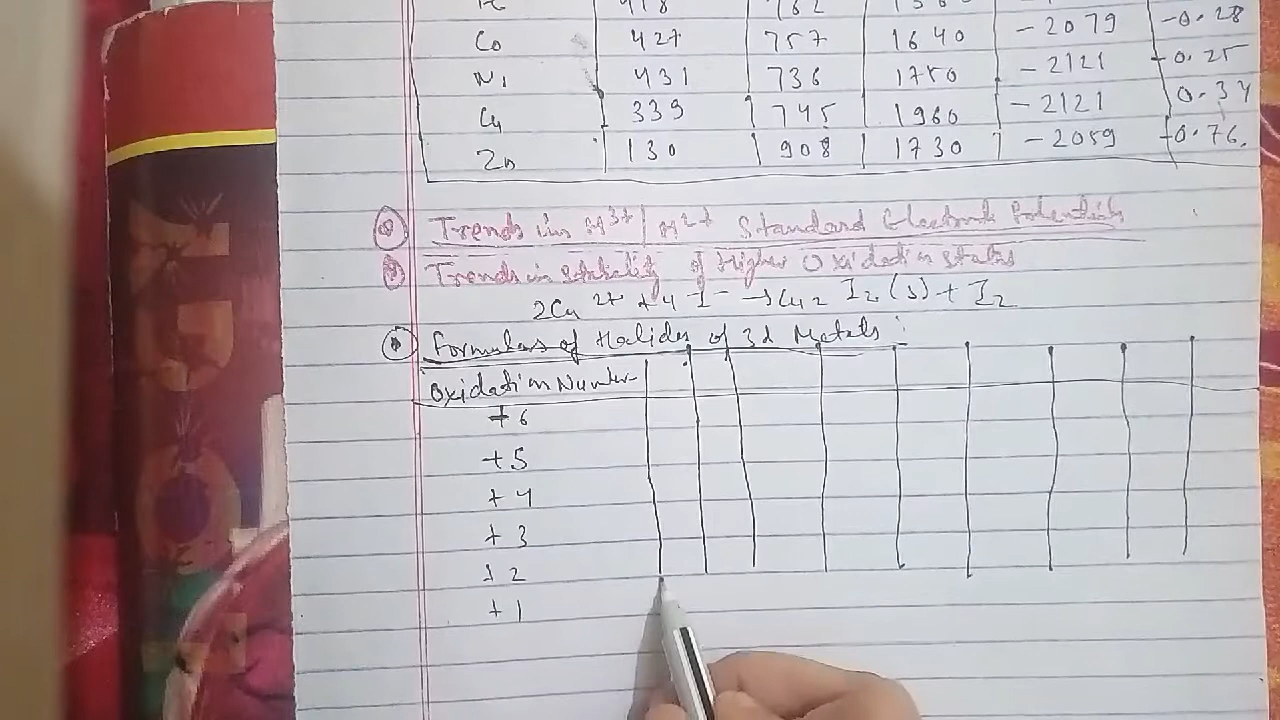 418 762
Co 427 757 1640 -2079 -0.28
Ni 431 736 1750 -2121 -0.25
Cu 339 745 1960 -2121 0.34
Zn 130 908 1730 -2059 -0.76.
Trends in M3+| M2+ Standard Electrode Potentials
Trends in stability of Higher Oxidation states
2Cu2+ + 4I- → Cu2I2(s) + I2
Formulas of Halides of 3d Metals:
Oxidation Number
+6
+5
+4
+3
+2
+1